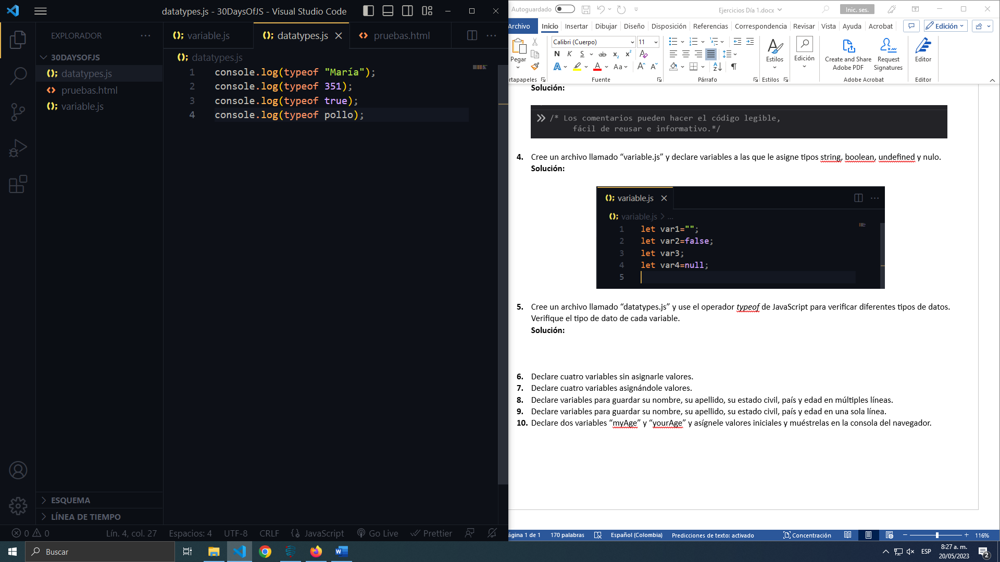 datatypes.js - 30DaysOfJS - Visual Studio Code
EXPLORADOR
30DAYSOFJS
datatypes.js
pruebas.html
variable.js
ESQUEMA
LÍNEA DE TIEMPO
variable.js
datatypes.js
pruebas.html
datatypes.js
1 console.log(typeof "María");
2 console.log(typeof 351);
3 console.log(typeof true);
4 console.log(typeof pollo);
0 0 Lín. 4, col. 27 Espacios: 4 UTF-8 CRLF JavaScript Go Live Prettier
Autoguardado
Ejercicios Día 1.docx
Inic. ses.
Archivo Inicio Insertar Dibujar Diseño Disposición Referencias Correspondencia Revisar Vista Ayuda Acrobat
Edición
Pegar
Calibri (Cuerpo) 11
N K S ab x₂ x²
A A Aa A A
Estilos
Edición
Create and Share
Adobe PDF
Request
Signatures
Editor
rtapapeles Fuente Párrafo Estilos Adobe Acrobat Editor
Solución:
/* Los comentarios pueden hacer el código legible,
fácil de reusar e informativo.*/
4. Cree un archivo llamado “variable.js” y declare variables a las que le asigne tipos string, boolean, undefined y nulo.
Solución:
variable.js
variable.js > ...
1 let var1="";
2 let var2=false;
3 let var3;
4 let var4=null;
5
5. Cree un archivo llamado “datatypes.js” y use el operador typeof de JavaScript para verificar diferentes tipos de datos.
Verifique el tipo de dato de cada variable.
Solución:
6. Declare cuatro variables sin asignarle valores.
7. Declare cuatro variables asignándole valores.
8. Declare variables para guardar su nombre, su apellido, su estado civil, país y edad en múltiples líneas.
9. Declare variables para guardar su nombre, su apellido, su estado civil, país y edad en una sola línea.
10. Declare dos variables “myAge” y “yourAge” y asígnele valores iniciales y muéstrelas en la consola del navegador.
ágina 1 de 1 170 palabras Español (Colombia) Predicciones de texto: activado Concentración 116%
Buscar
ESP
8:27 a. m.
20/05/2023
2